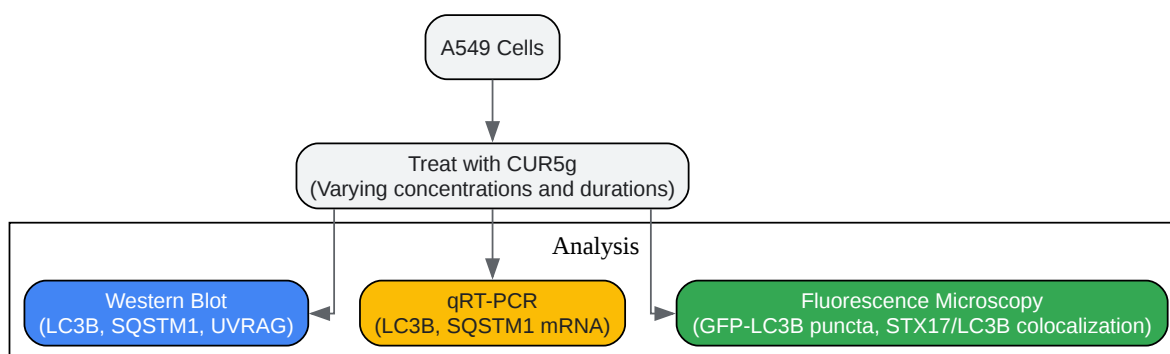 A549 Cells
Treat with CUR5g
(Varying concentrations and durations)
Analysis
Western Blot
(LC3B, SQSTM1, UVRAG)
qRT-PCR
(LC3B, SQSTM1 mRNA)
Fluorescence Microscopy
(GFP-LC3B puncta, STX17/LC3B colocalization)